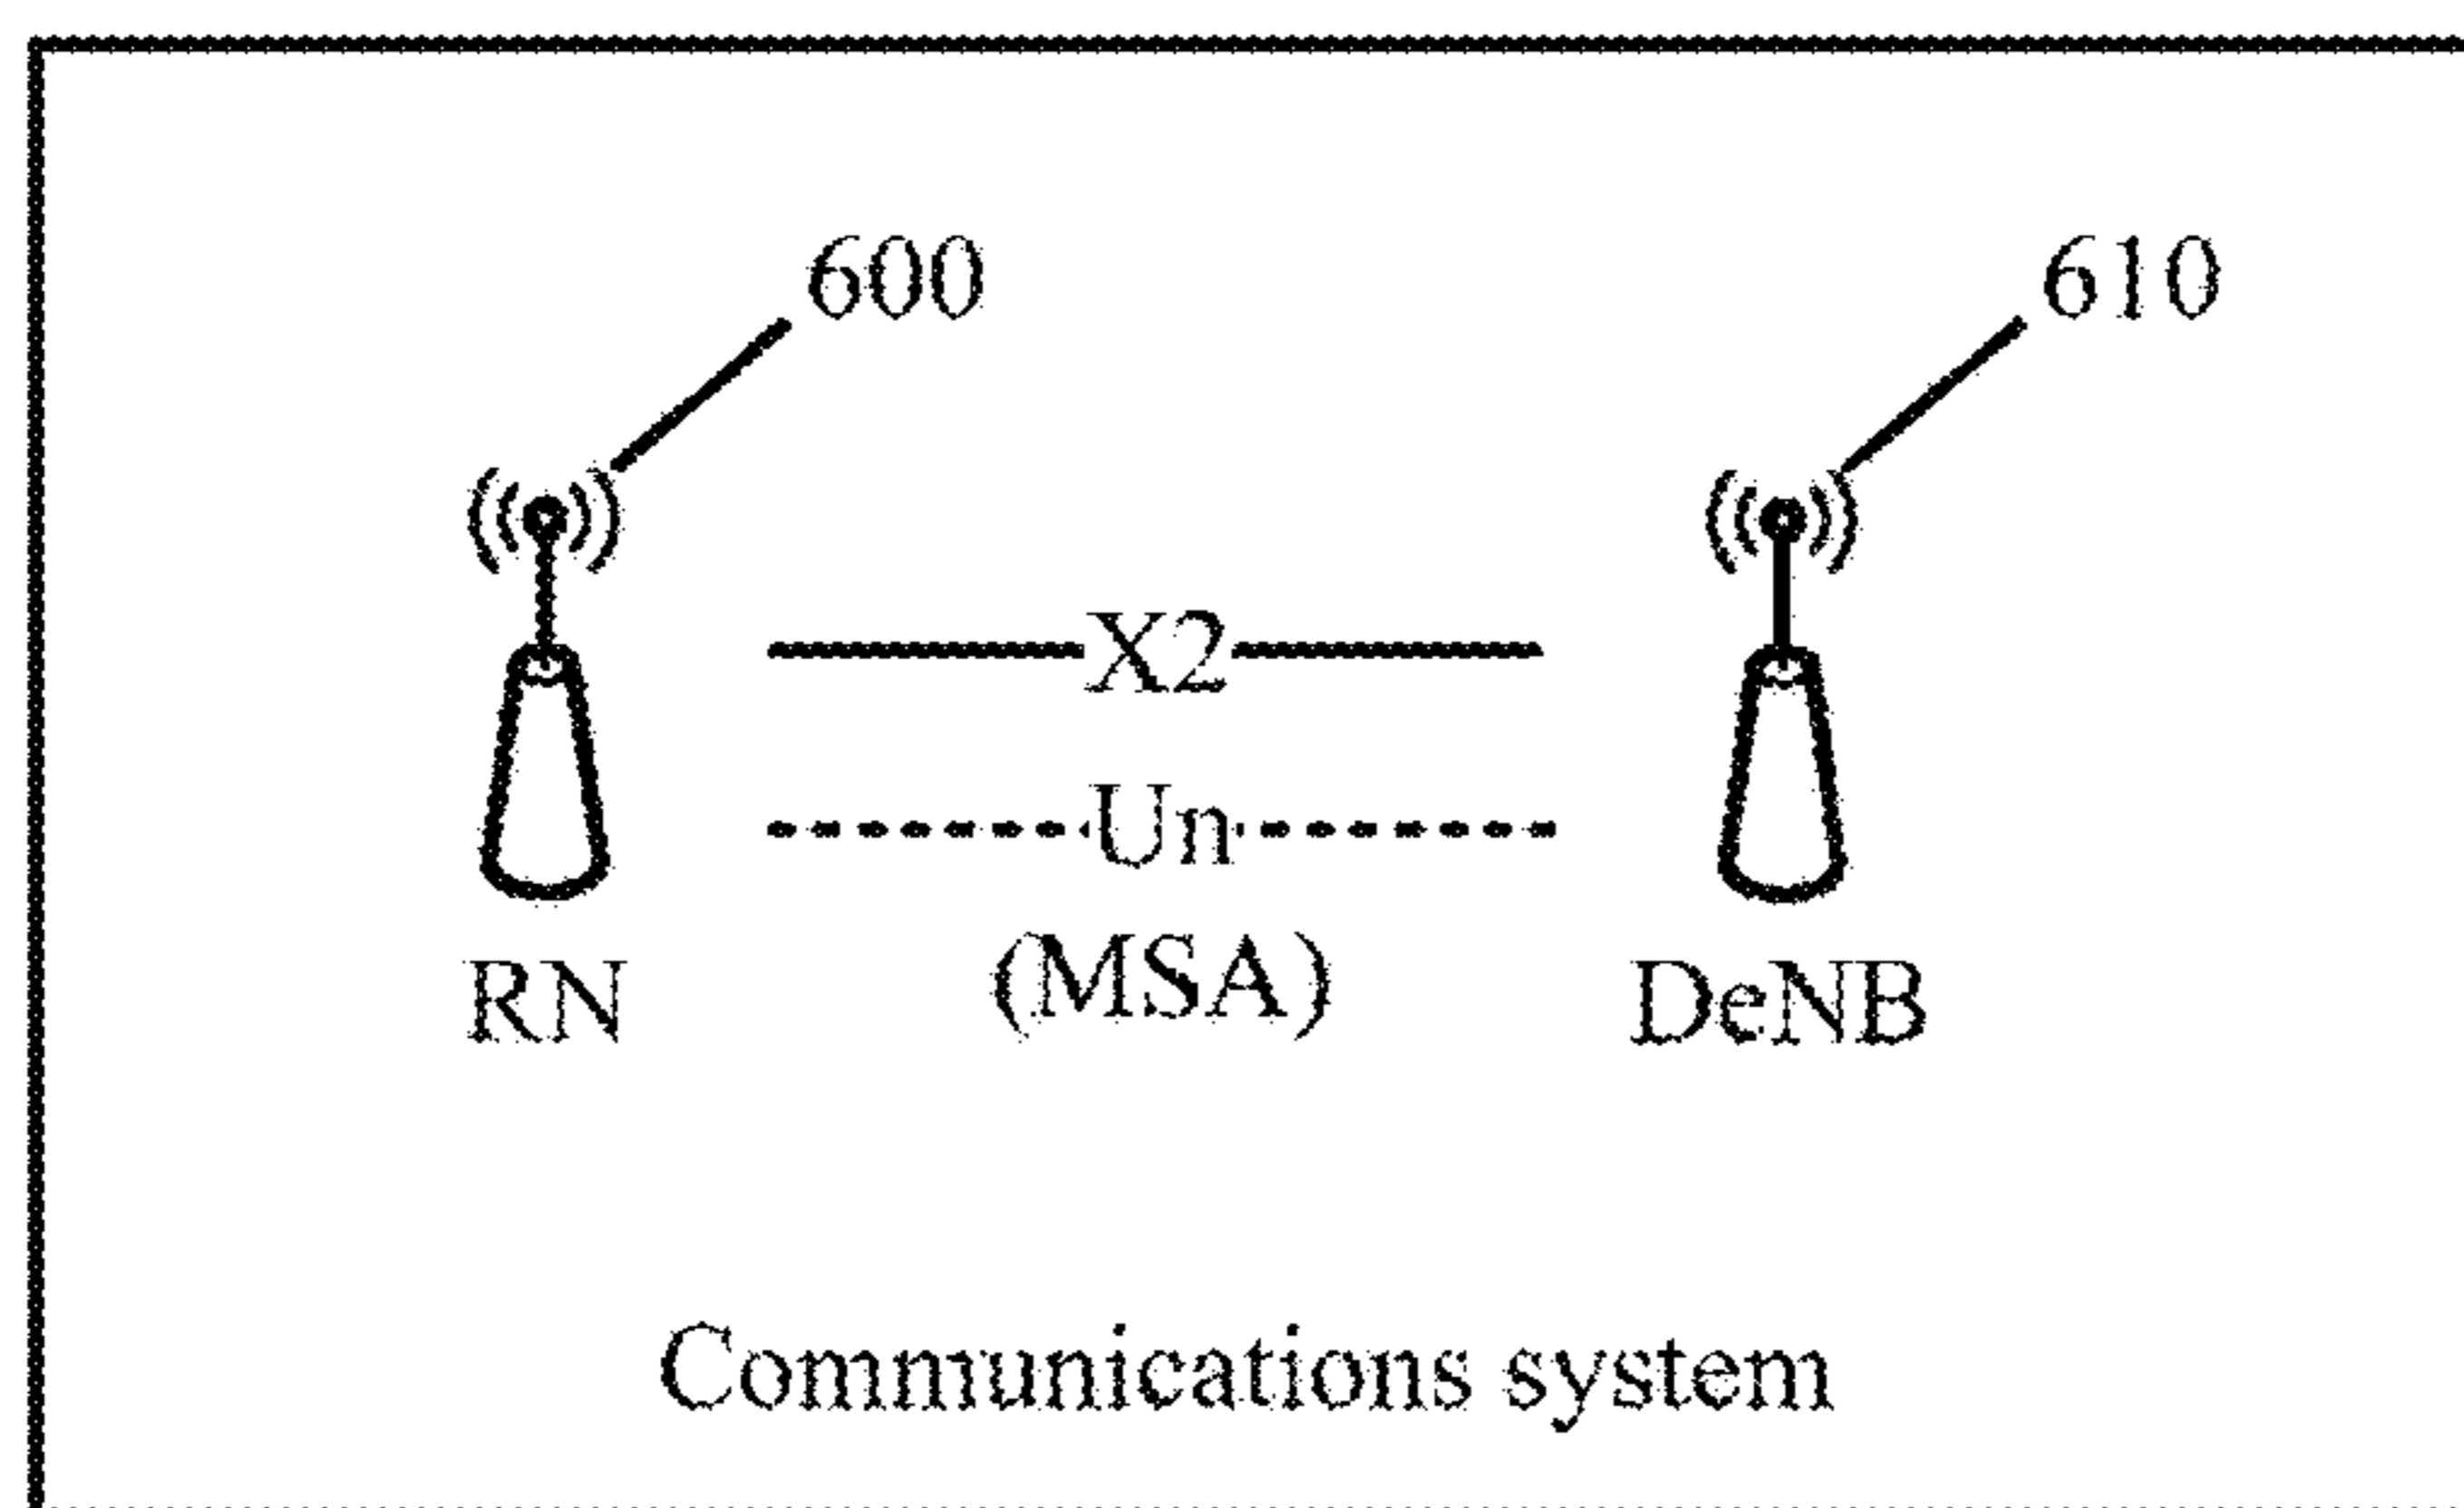 600
610
X2
Un
(MSA)
RN
DeNB
Communications system